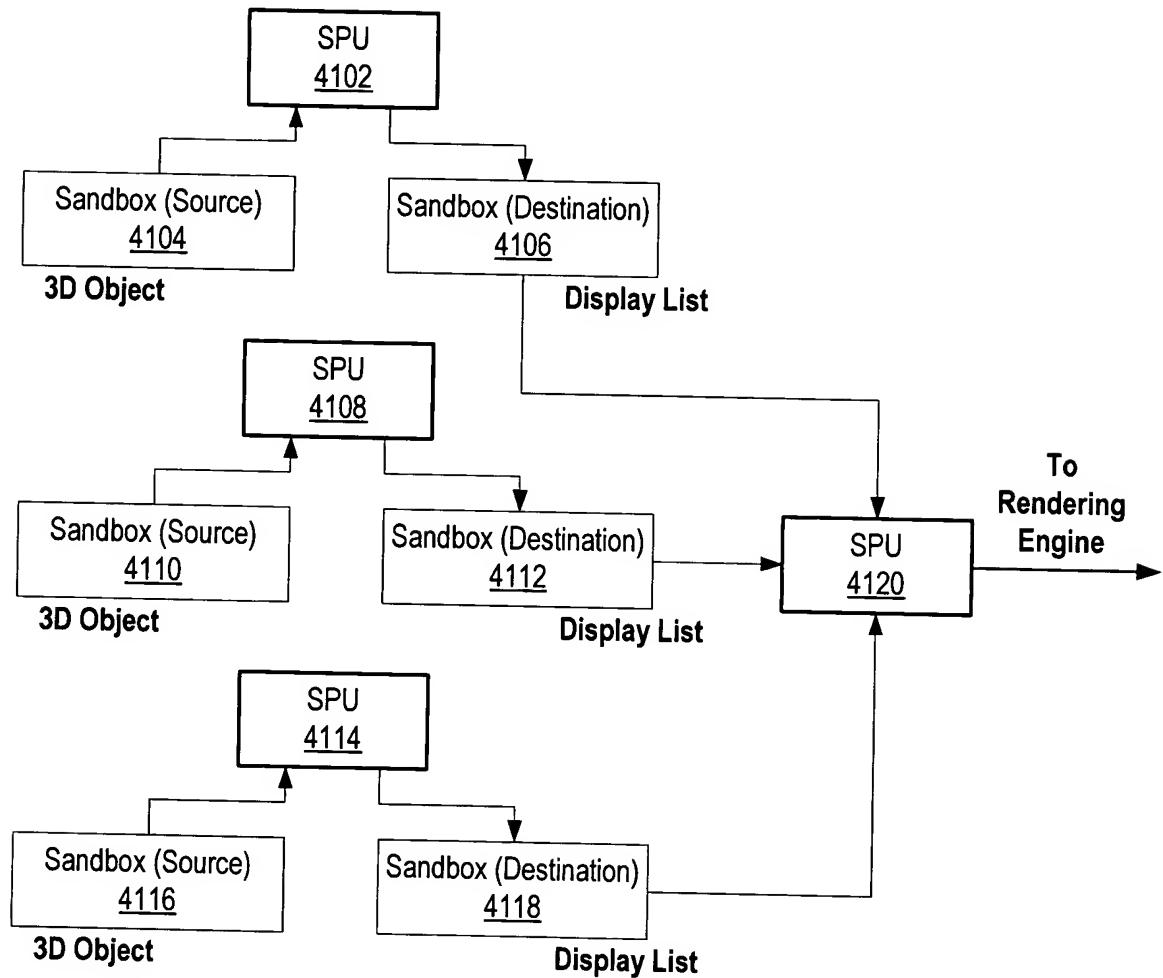 SPU
4102
Sandbox (Source)
4104
3D Object
Sandbox (Destination)
4106
Display List
SPU
4108
Sandbox (Source)
4110
3D Object
Sandbox (Destination)
4112
Display List
SPU
4114
Sandbox (Source)
4116
3D Object
Sandbox (Destination)
4118
Display List
SPU
4120
To
Rendering
Engine